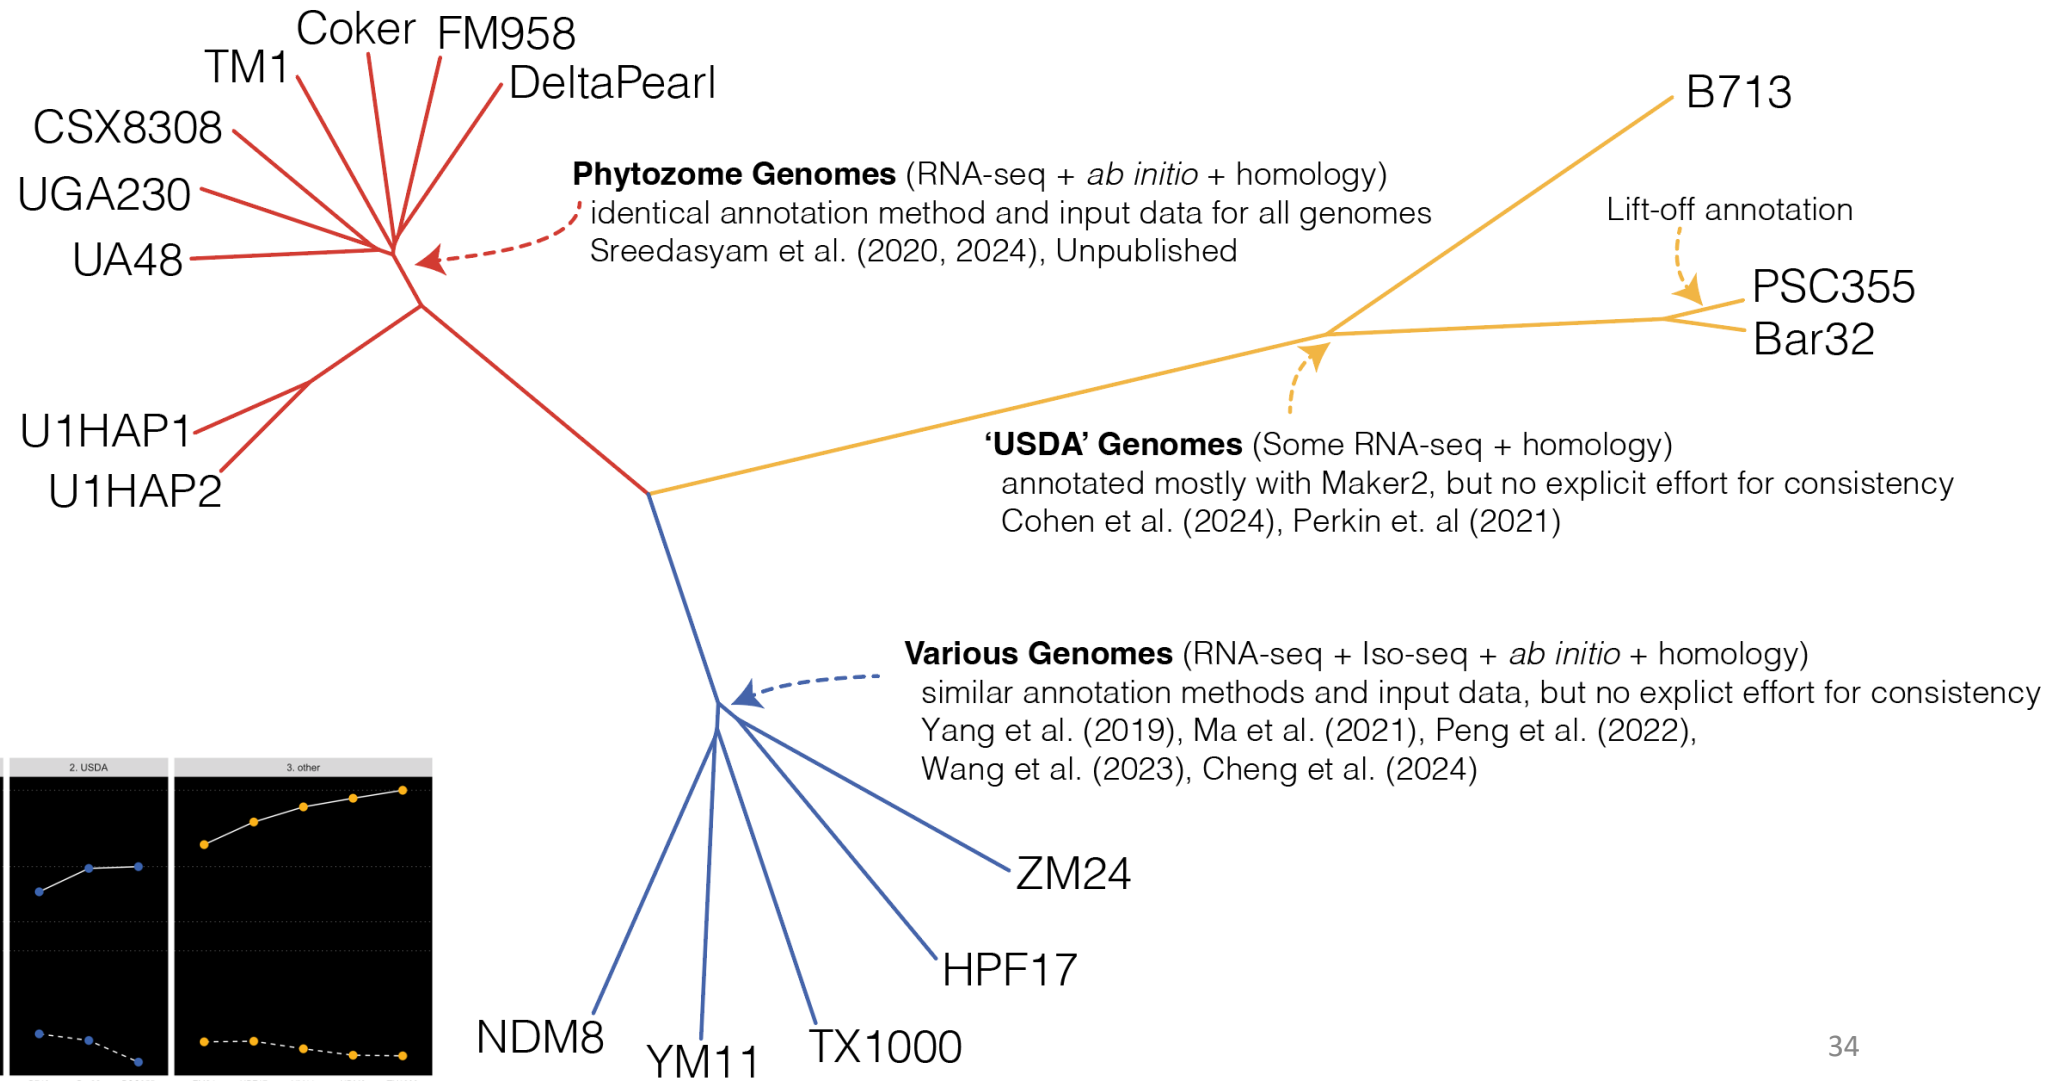 Coker
FM958
TM1
DeltaPearl
CSX8308
UGA230
UA48
U1HAP1
U1HAP2
Phytozome Genomes (RNA-seq + ab initio + homology)
identical annotation method and input data for all genomes
Sreedasyam et al. (2020, 2024), Unpublished
B713
Lift-off annotation
PSC355
Bar32
‘USDA’ Genomes (Some RNA-seq + homology)
annotated mostly with Maker2, but no explicit effort for consistency
Cohen et al. (2024), Perkin et. al (2021)
Various Genomes (RNA-seq + Iso-seq + ab initio + homology)
similar annotation methods and input data, but no explict effort for consistency
Yang et al. (2019), Ma et al. (2021), Peng et al. (2022),
Wang et al. (2023), Cheng et al. (2024)
2. USDA
3. other
ZM24
HPF17
NDM8
YM11
TX1000
34